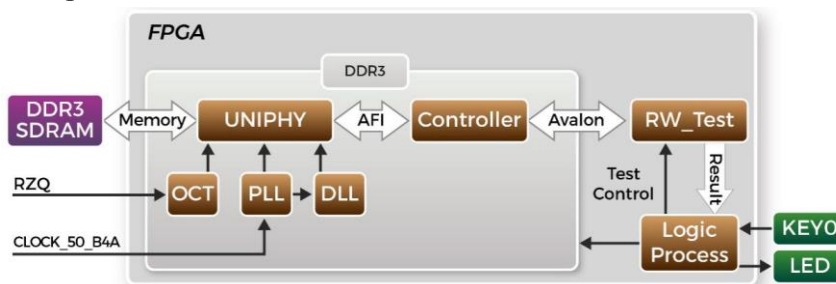 FPGA
DDR3
DDR3
SDRAM
Memory
UNIPHY
AFI
Controller
Avalon
RW_Test
RZQ
OCT
PLL
DLL
Test
Control
Result
CLOCK_50_B4A
Logic
Process
KEY0
LED